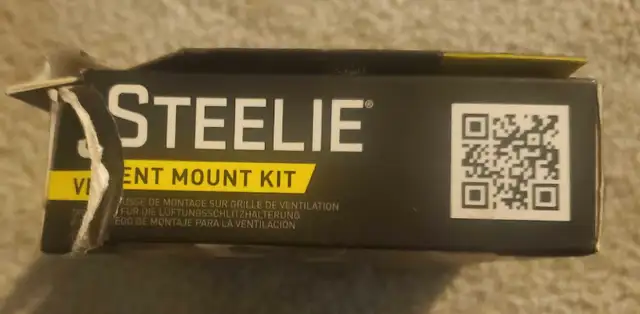 STEELIE®
VENT MOUNT KIT
DE MONTAGE SUR GRILLE DE VENTILATION
FÜR DIE LÜFTUNGSSCHLITZHALTERUNG
DE MONTAJE PARA LA VENTILACIÓN